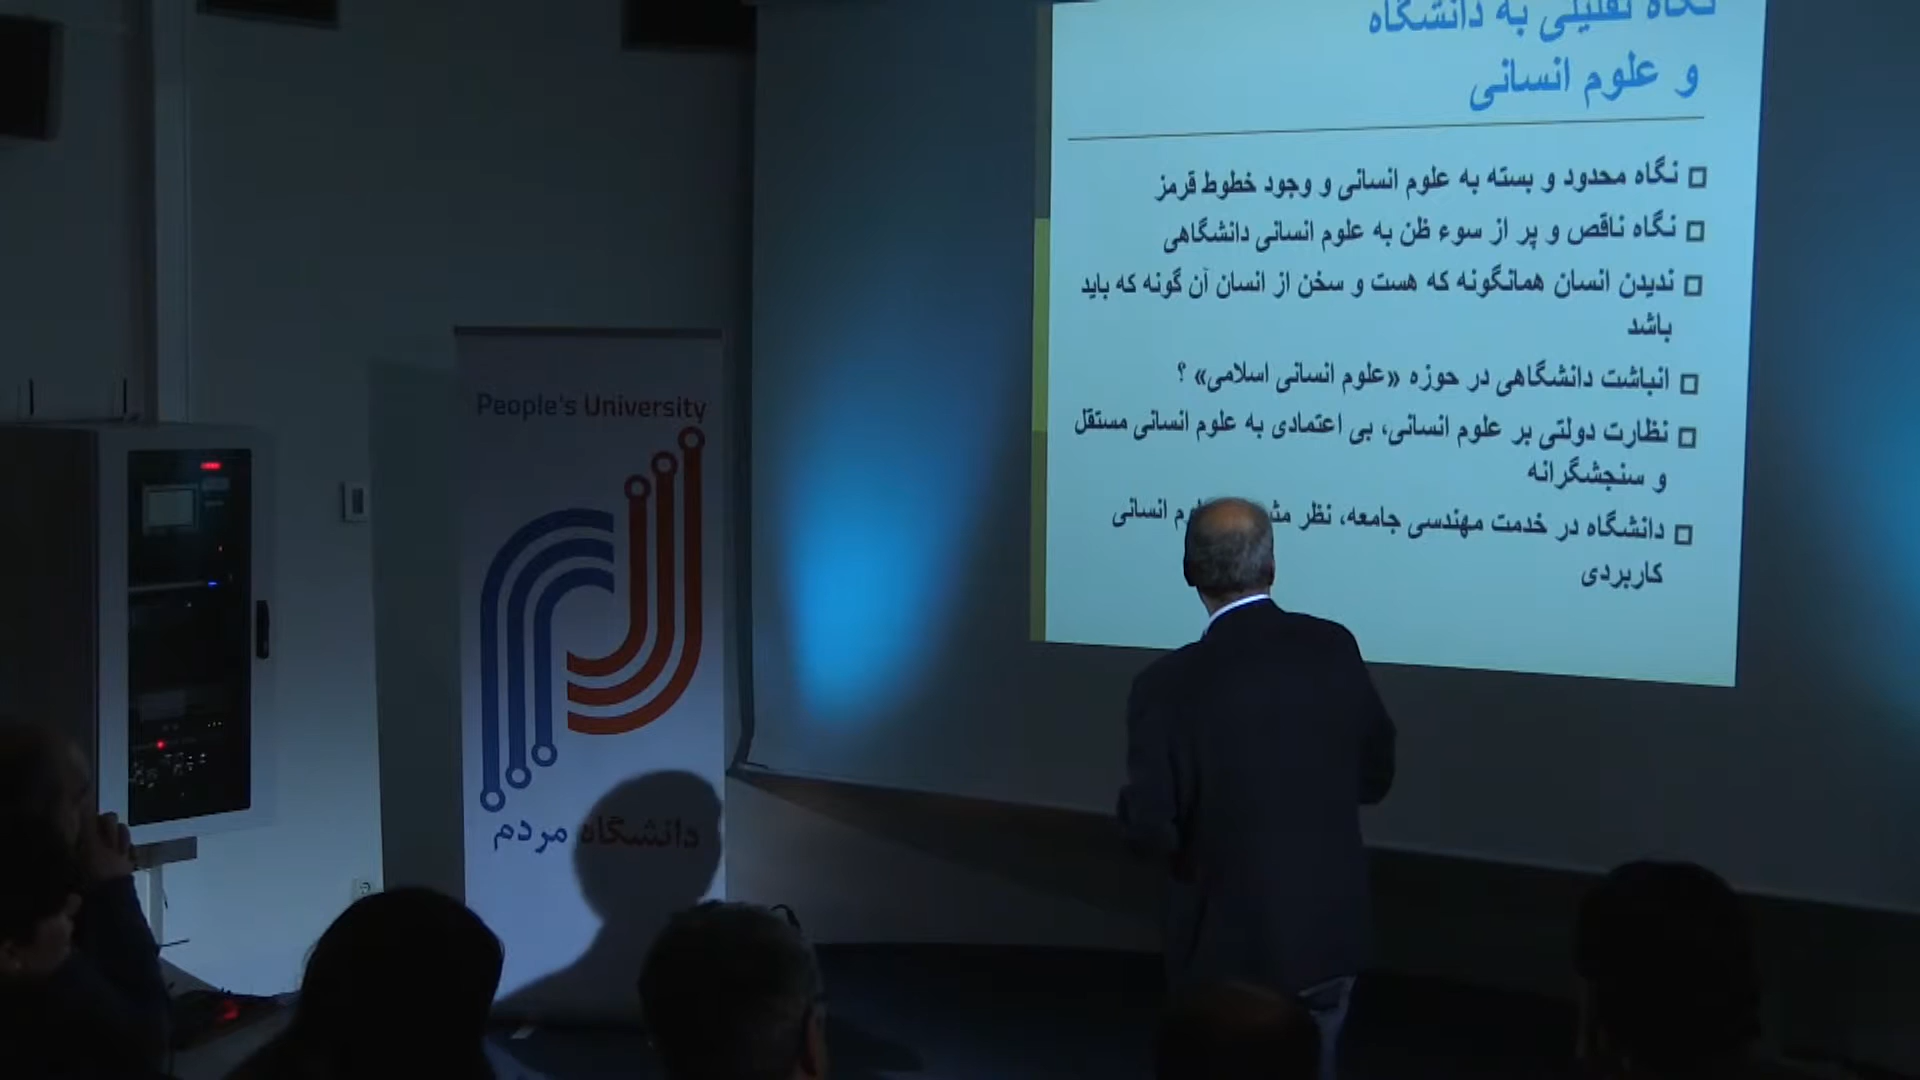 نگاه تقلیلی به دانشگاه
و علوم انسانی
نگاه محدود و بسته به علوم انسانی و وجود خطوط قرمز
نگاه ناقص و پر از سوء ظن به علوم انسانی دانشگاهی
ندیدن انسان همانگونه که هست و سخن از انسان آن گونه که باید
باشد
انباشت دانشگاهی در حوزه «علوم انسانی اسلامی» ؟
نظارت دولتی بر علوم انسانی، بی اعتمادی به علوم انسانی مستقل
و سنجشگرانه
دانشگاه در خدمت مهندسی جامعه، نظر انسانی
کاربردی
People's University
دانشگاه مردم